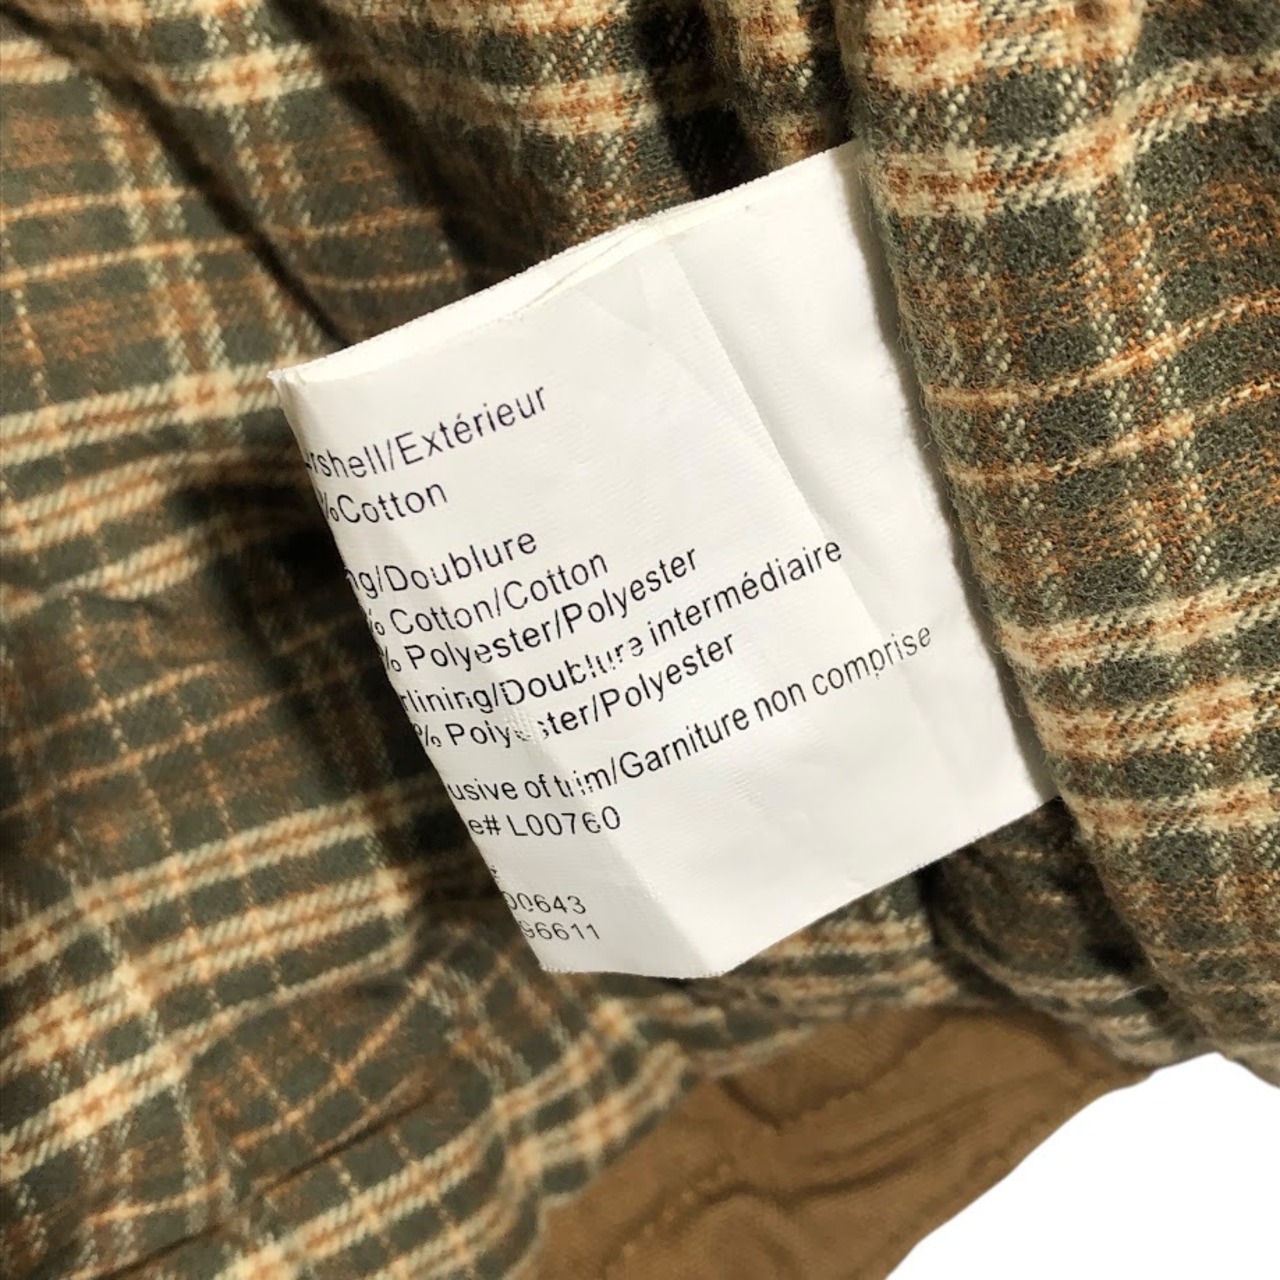 rshell/Extérieur
%Cotton
ng/Doublure
% Cotton/Cotton
% Polyester/Polyester
rlining/Doublure intermédiaire
% Polyester/Polyester
usive of trim/Garniture non comprise
e# L00760
00643
96611